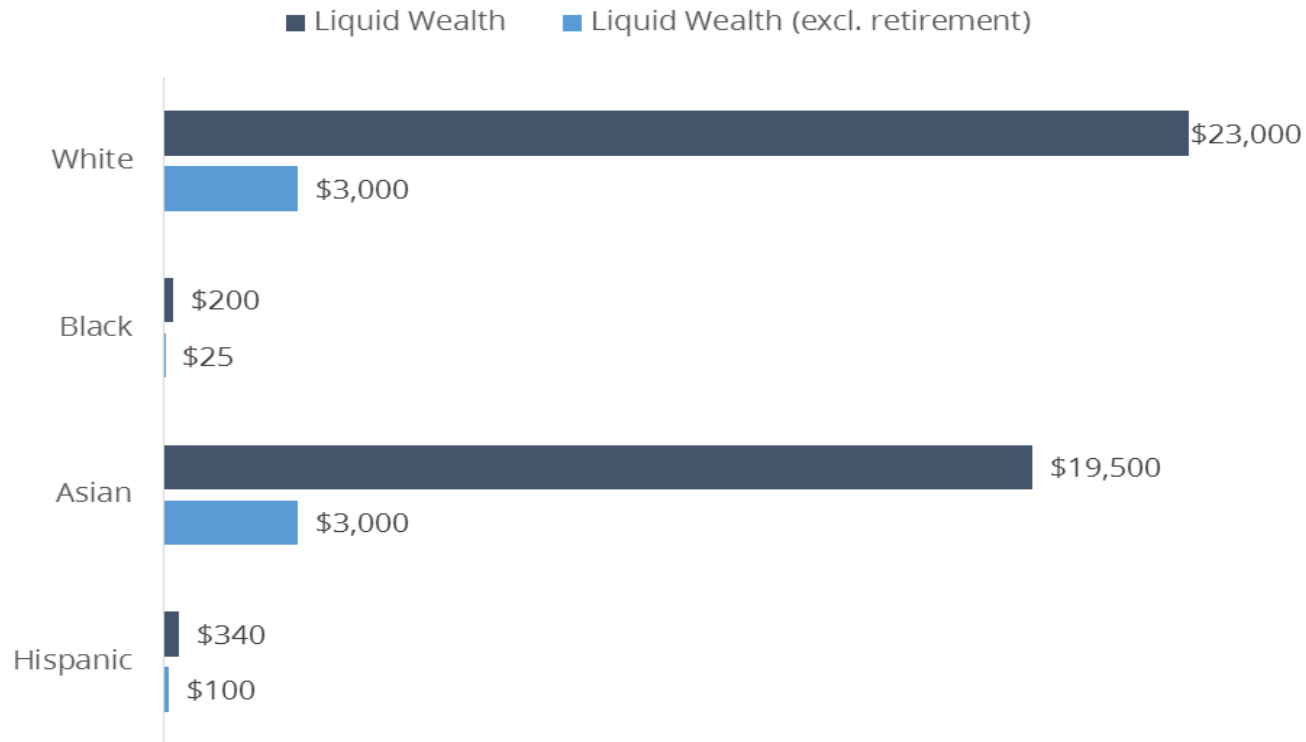 Liquid Wealth Liquid Wealth (excl. retirement)
White
$23,000
$3,000
Black
$200
$25
Asian
$19,500
$3,000
Hispanic
$340
$100